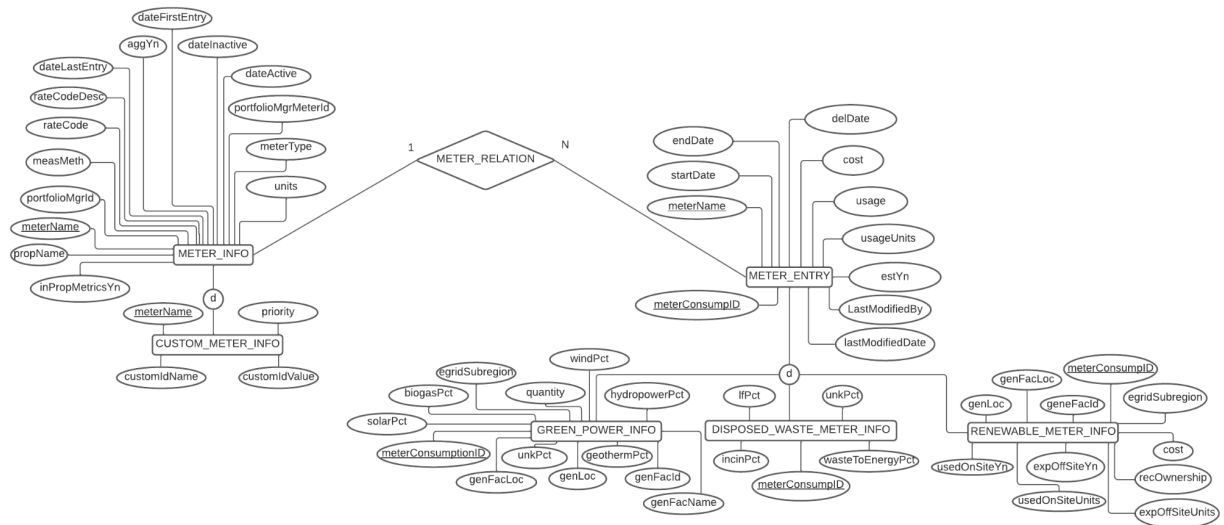 dateFirstEntry
aggYn
dateInactive
dateLastEntry
dateActive
rateCodeDesc
portfolioMgrMeterId
rateCode
meterType
measMeth
units
portfolioMgrId
meterName
propName
METER_INFO
inPropMetricsYn
1
METER_RELATION
N
delDate
endDate
cost
startDate
usage
meterName
usageUnits
METER_ENTRY
estYn
meterConsumpID
LastModifiedBy
lastModifiedDate
d
meterName
priority
CUSTOM_METER_INFO
customIdName
customIdValue
d
windPct
egridSubregion
biogasPct
quantity
hydropowerPct
solarPct
GREEN_POWER_INFO
meterConsumptionID
unkPct
geothermPct
genFacLoc
genLoc
genFacId
genFacName
lfPct
unkPct
DISPOSED_WASTE_METER_INFO
incinPct
wasteToEnergyPct
meterConsumpID
meterConsumpID
genFacLoc
egridSubregion
genLoc
geneFacId
RENEWABLE_METER_INFO
cost
usedOnSiteYn
expOffSiteYn
recOwnership
usedOnSiteUnits
expOffSiteUnits